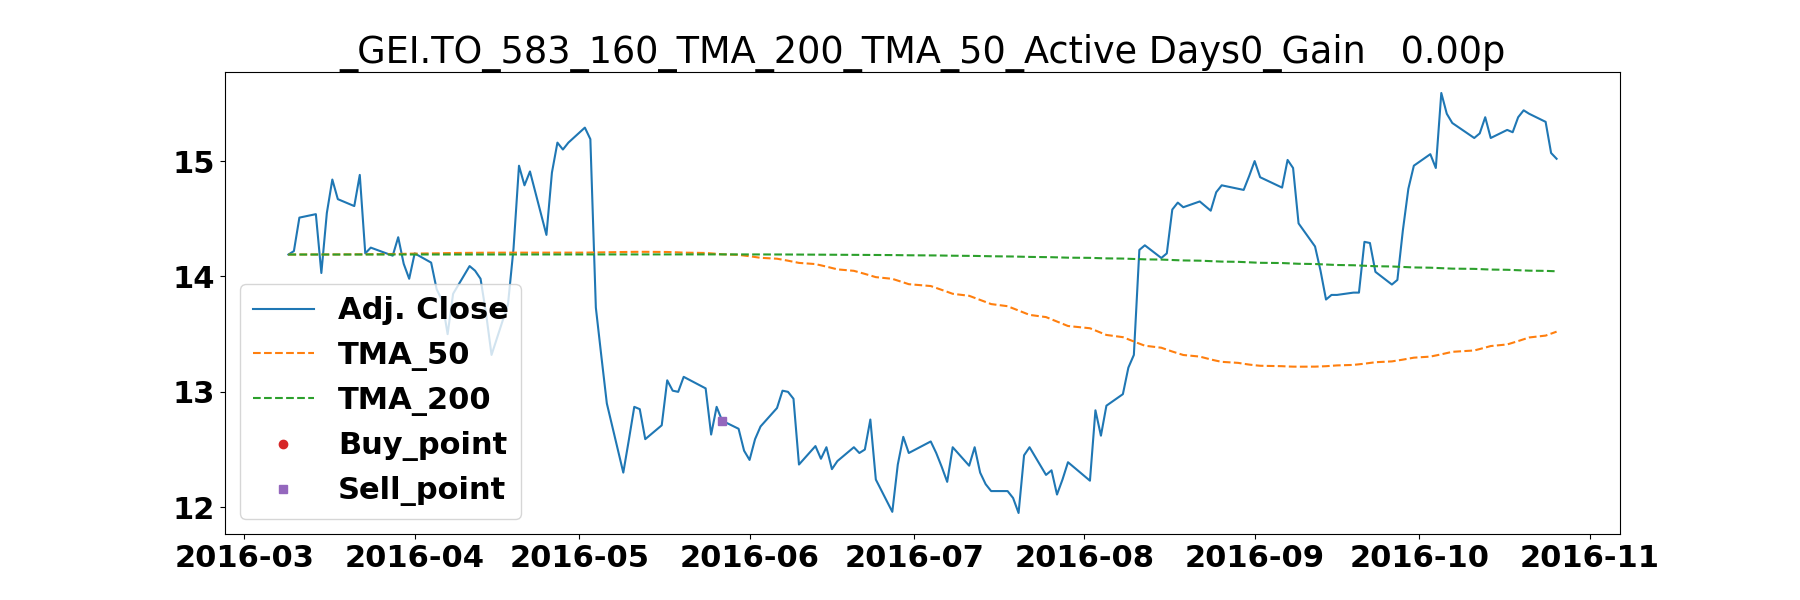 _GEI.TO_583_160_TMA_200_TMA_50_Active Days0_Gain   0.00p
15
14
13
12
Adj. Close
TMA_50
TMA_200
Buy_point
Sell_point
2016-03 2016-04 2016-05 2016-06 2016-07 2016-08 2016-09 2016-10 2016-11